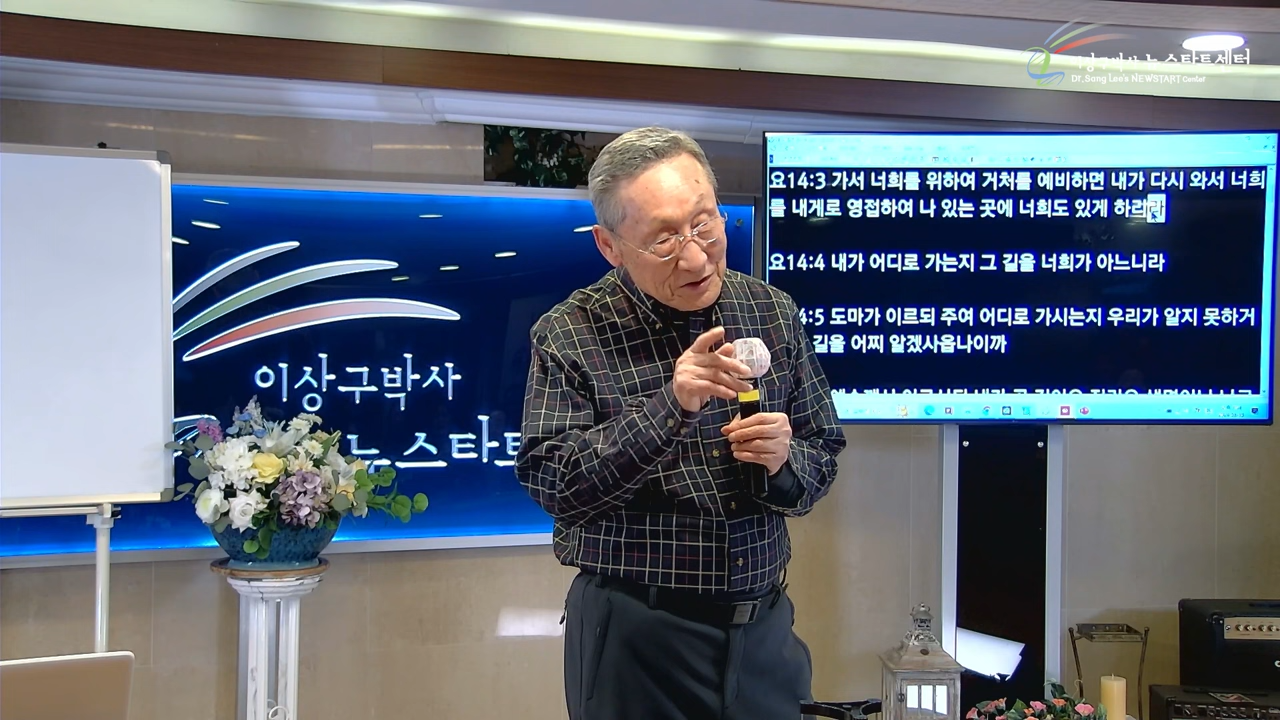 뉴스타트센터
Dr. Sang Lee's NEWSTART Center
요14:3 가서 너희를 위하여 거처를 예비하면 내가 다시 와서 너희
를 내게로 영접하여 나 있는 곳에 너희도 있게 하리라
요14:4 내가 어디로 가는지 그 길을 너희가 아느니라
4:5 도마가 이르되 주여 어디로 가시는지 우리가 알지 못하거
길을 어찌 알겠사옵나이까
이상구박사
뉴스타트